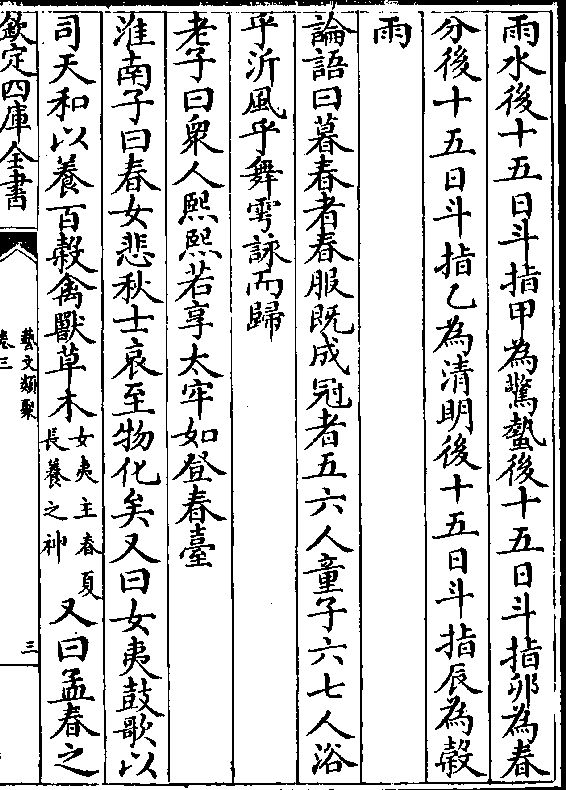 雨水後十五日斗指甲為驚蟄後十五日斗指卯為春
分後十五日斗指乙為清明後十五日斗指辰為穀
雨
論語曰暮春者春服既成冠者五六人童子六七人浴
乎沂風乎舞雩詠而歸
老子曰衆人熙熙若享太牢如登春臺
淮南子曰春女悲秋士哀至物化矣又曰女夷鼓歌以
司天和以養百穀禽獸草木女夷主春夏長養之神又曰孟春之
欽定四庫全書
藝文類聚
卷三
三